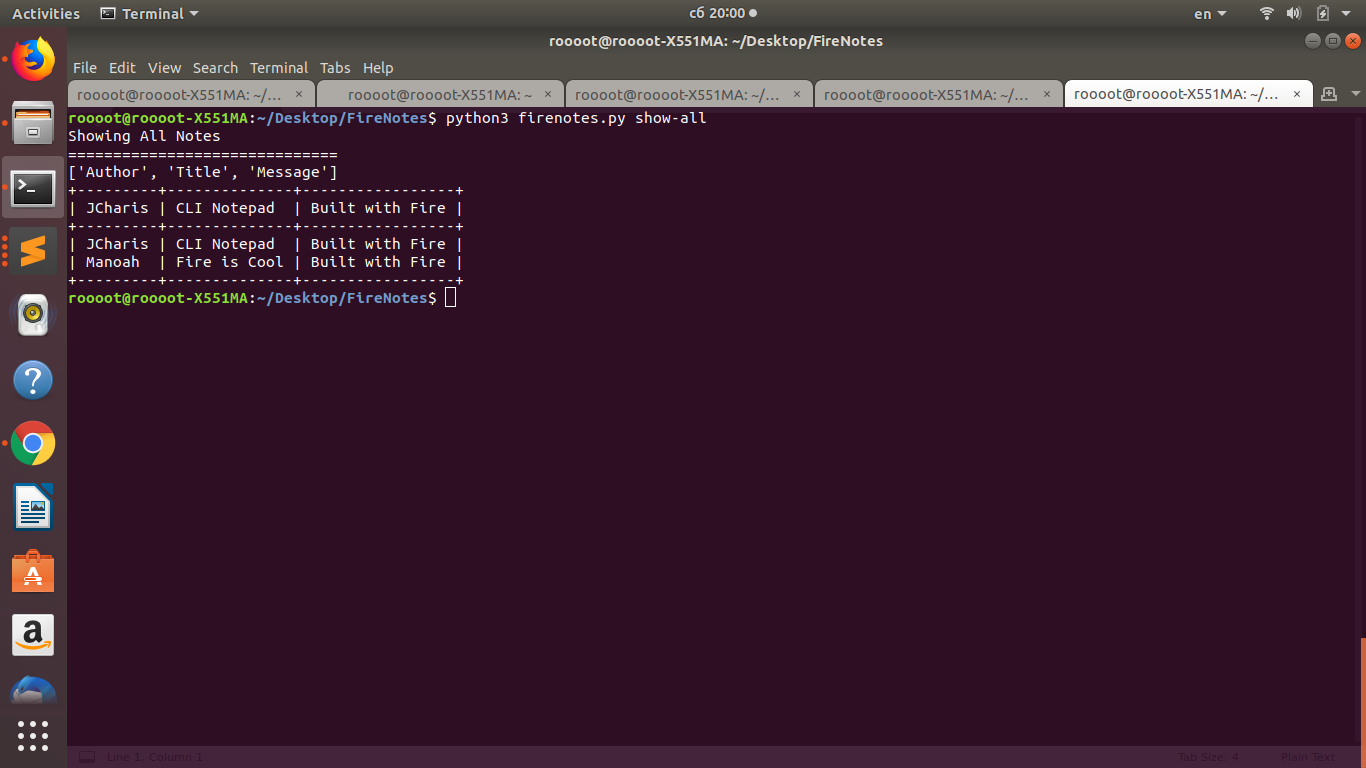 Activities Terminal сб 20:00 en
roooot@roooot-X551MA: ~/Desktop/FireNotes
File Edit View Search Terminal Tabs Help
roooot@roooot-X551MA: ~/... × roooot@roooot-X551MA: ~ × roooot@roooot-X551MA: ~/... × roooot@roooot-X551MA: ~/... × roooot@roooot-X551MA: ~/... ×
roooot@roooot-X551MA:~/Desktop/FireNotes$ python3 firenotes.py show-all
Showing All Notes
==============================
['Author', 'Title', 'Message']
+---------+--------------+-----------------+
| JCharis | CLI Notepad  | Built with Fire |
+---------+--------------+-----------------+
| JCharis | CLI Notepad  | Built with Fire |
| Manoah  | Fire is Cool | Built with Fire |
+---------+--------------+-----------------+
roooot@roooot-X551MA:~/Desktop/FireNotes$
Line 1, Column 1 Tab Size: 4 Plain Text